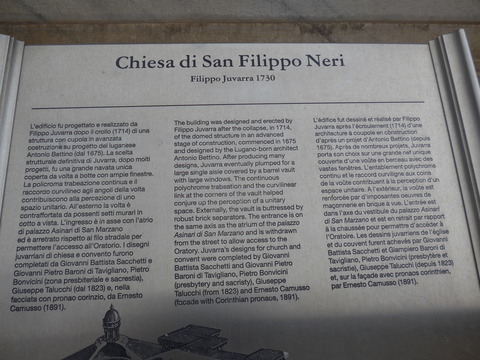 Chiesa di San Filippo Neri
Filippo Juvarra 1730
L'edificio fu progettato e realizzato da
Filippo Juvarra dopo il crollo (1714) di una
struttura con cupola in avanzata
costruzione su progetto del luganese
Antonio Bettino (dal 1675). La scelta
strutturale definitiva di Juvarra, dopo molti
progetti, fu una grande navata unica
coperta da volta a botte con ampie finestre.
La policroma trabeazione continua e il
raccordo curvilineo agli angoli della volta
contribuiscono alla percezione di uno
spazio unitario. All'esterno la volta è
contraffortata da possenti setti murari in
cotto a vista. L'ingresso è in asse con l'atrio
di palazzo Asinari di San Marzano
ed è arretrato rispetto al filo stradale per
permettere l'accesso all'Oratorio. I disegni
juvarriani di chiesa e convento furono
completati da Giovanni Battista Sacchetti e
Giovanni Pietro Baroni di Tavigliano, Pietro
Bonvicini (zona presbiteriale e sacrestia),
Giuseppe Talucchi (dal 1823) e, nella
facciata con pronao corinzio, da Ernesto
Camusso (1891).
The building was designed and erected by
Filippo Juvarra after the collapse, in 1714,
of the domed structure in an advanced
stage of construction, commenced in 1675
and designed by the Lugano-born architect
Antonio Bettino. After producing many
designs, Juvarra eventually plumped for a
large single aisle covered by a barrel vault
with large windows. The continuous
polychrome trabeation and the curvilinear
link at the corners of the vault helped
conjure up the perception of a unitary
space. Externally, the vault is buttressed by
robust brick separators. The entrance is on
the same axis as the atrium of palazzo
Asinari di San Marzano and is withdrawn
from the street to allow access to the
Oratory. Juvarra's designs for church and
convent were completed by Giovanni
Battista Sacchetti and Giovanni Pietro Baroni
di Tavigliano, Pietro Bonvicini
(presbytery and sacristy), Giuseppe
Talucchi (from 1823) and Ernesto Camusso
(facade with Corinthian pronaus, 1891).
L'édifice fut dessiné et réalisé par Filippo
Juvarra après l'écroulement (1714) d'une
architecture à coupole en construction
d'après un projet d'Antonio Bettino (depuis
1675). Après de nombreux projets, Juvarra
porta son choix sur une grande nef unique
couverte d'une voûte en berceau avec des
vastes fenêtres. L'entablement polychrome
continu et le raccord curviligne aux coins
de la voûte contribuent à la perception d'un
espace unitaire. A l'extérieur, la voûte est
renforcée par d'imposantes oeuvres de
maçonnerie en brique à vue. L'entrée est
dans l'axe du vestibule du palazzo Asinari
di San Marzano et est en retrait par rapport
à la chaussée pour permettre d'accéder à
l'Oratoire. Les dessins juvarriens de l'église
et du couvent furent achevés par Giovanni
Battista Sacchetti et Giampiero Baroni di
Tavigliano, Pietro Bonvicini (presbytère et
sacristie), Giuseppe Talucchi (depuis 1823)
et, sur la façade avec pronaos corinthien,
par Ernesto Camusso (1891).